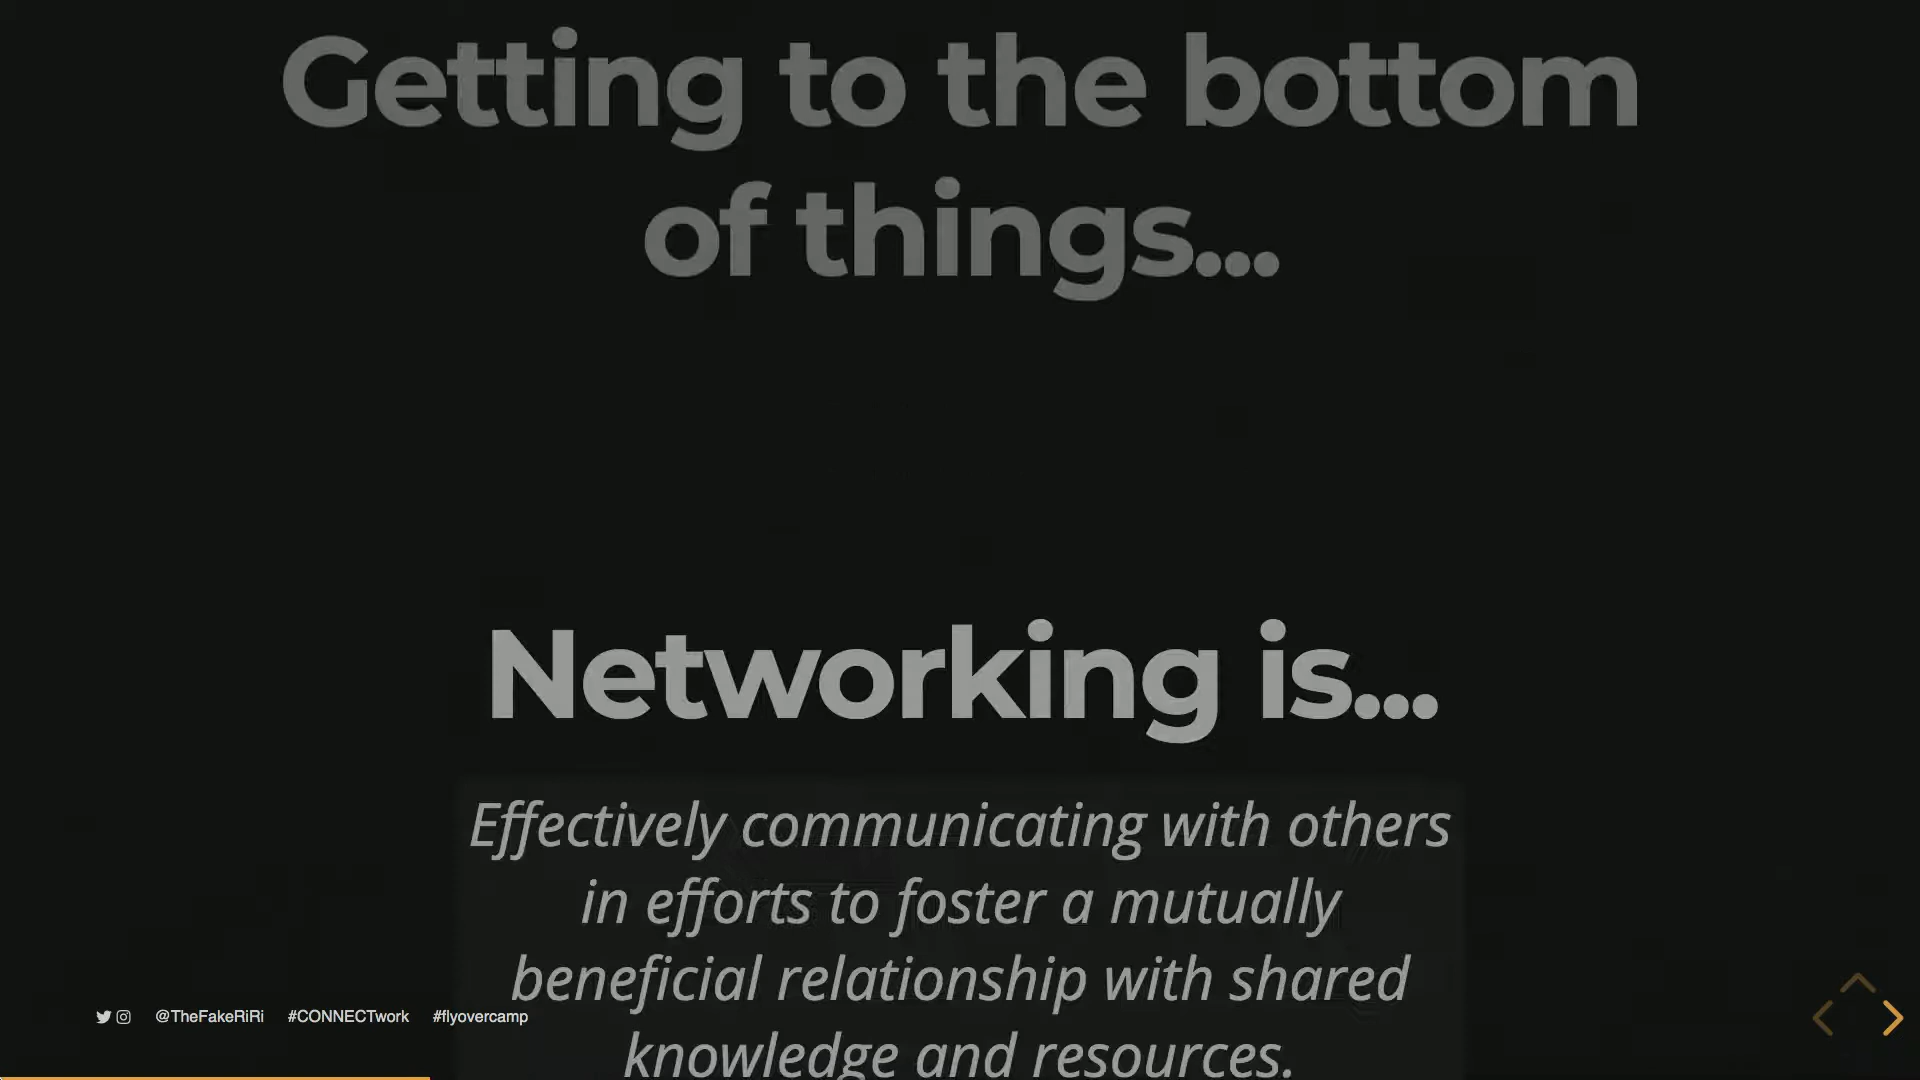 Getting to the bottom
of things...
Networking is...
Effectively communicating with others
in efforts to foster a mutually
beneficial relationship with shared
knowledge and resources.
@TheFakeRiRi #CONNECTwork #flyovercamp